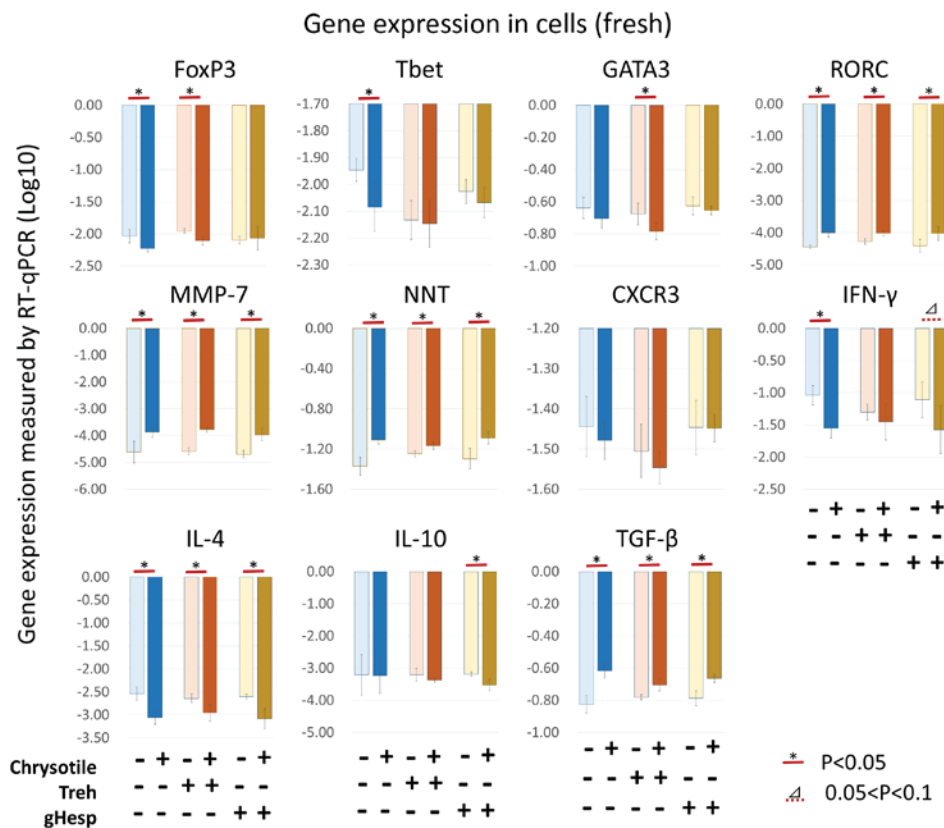 Gene expression in cells (fresh)
Gene expression measured by RT-qPCR (Log10)
FoxP3 Tbet GATA3 RORC
* * * * * * *
0.00 -1.70 0.00 0.00
-0.50 -1.80 -0.20 -1.00
-1.00 -1.90 -0.40 -2.00
-1.50 -2.00 -0.60 -3.00
-2.00 -2.10 -0.80 -4.00
-2.50 -2.20 -1.00 -5.00
-2.30
MMP-7 NNT CXCR3 IFN-γ
* * * * * * * ⊿
0.00 0.00 -1.20 0.00
-1.00 -0.40 -1.30 -0.50
-2.00 -0.80 -1.40 -1.00
-3.00 -1.20 -1.50 -1.50
-4.00 -1.60 -1.60 -2.00
-5.00 -2.50
-6.00
- + - + - +
- - + + - -
- - - - + +
IL-4 IL-10 TGF-β
* * * * * * *
0.00 0.00 0.00
-0.50 -1.00 -0.20
-1.00 -2.00 -0.40
-1.50 -3.00 -0.60
-2.00 -4.00 -0.80
-2.50 -5.00 -1.00
-3.00
-3.50
Chrysotile - + - + - + - + - + - + - + - + - +
Treh - - + + - - - - + + - - - - + + - -
gHesp - - - - + + - - - - + + - - - - + +
* P<0.05
⊿ 0.05<P<0.1